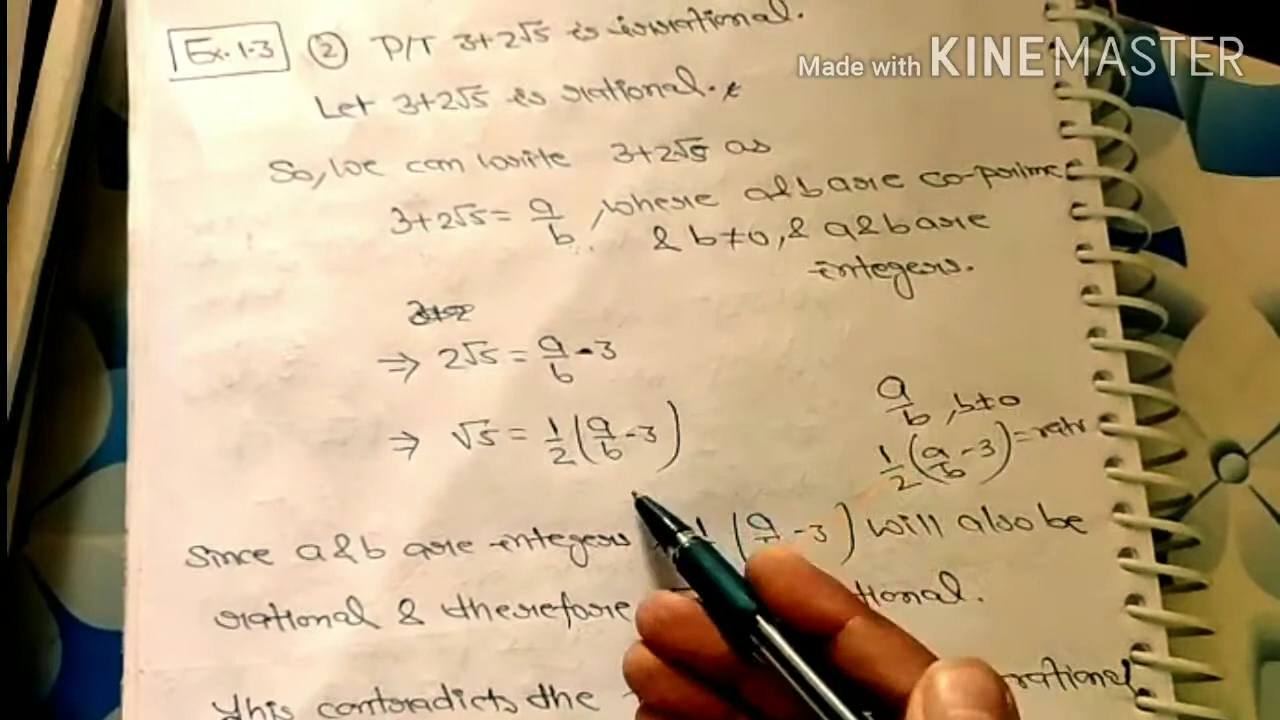 Made with KINEMASTER
Ex. 1.3 (2) P/T 3+2√5 is irrational.
Let 3+2√5 is rational.
So, we can write 3+2√5 as
3+2√5 = a/b, where a & b are co-prime
& b≠0, & a & b are
integers.
⇒ 2√5 = a/b - 3
⇒ √5 = 1/2 (a/b - 3)
a/b, b≠0
1/2 (a/b - 3) = ratn
Since a & b are integers (a/ - 3) will also be
rational & therefore
This contradicts the